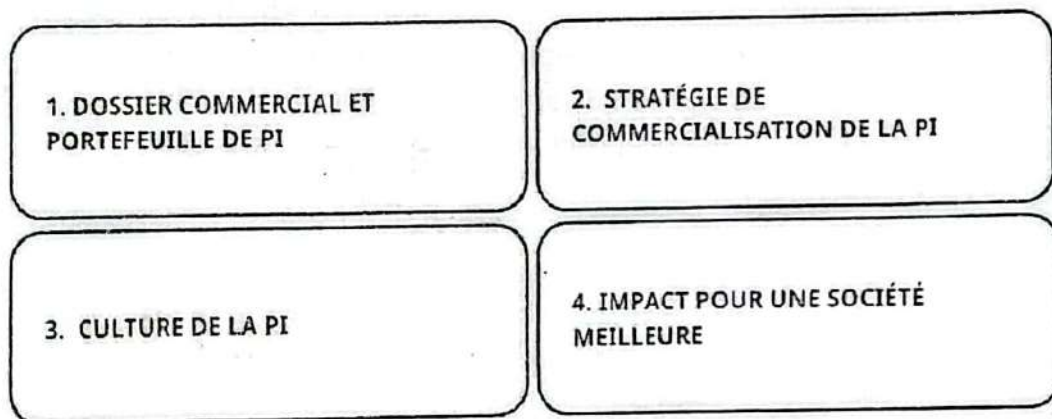 1. DOSSIER COMMERCIAL ET
PORTEFEUILLE DE PI
2. STRATÉGIE DE
COMMERCIALISATION DE LA PI
3. CULTURE DE LA PI
4. IMPACT POUR UNE SOCIÉTÉ
MEILLEURE